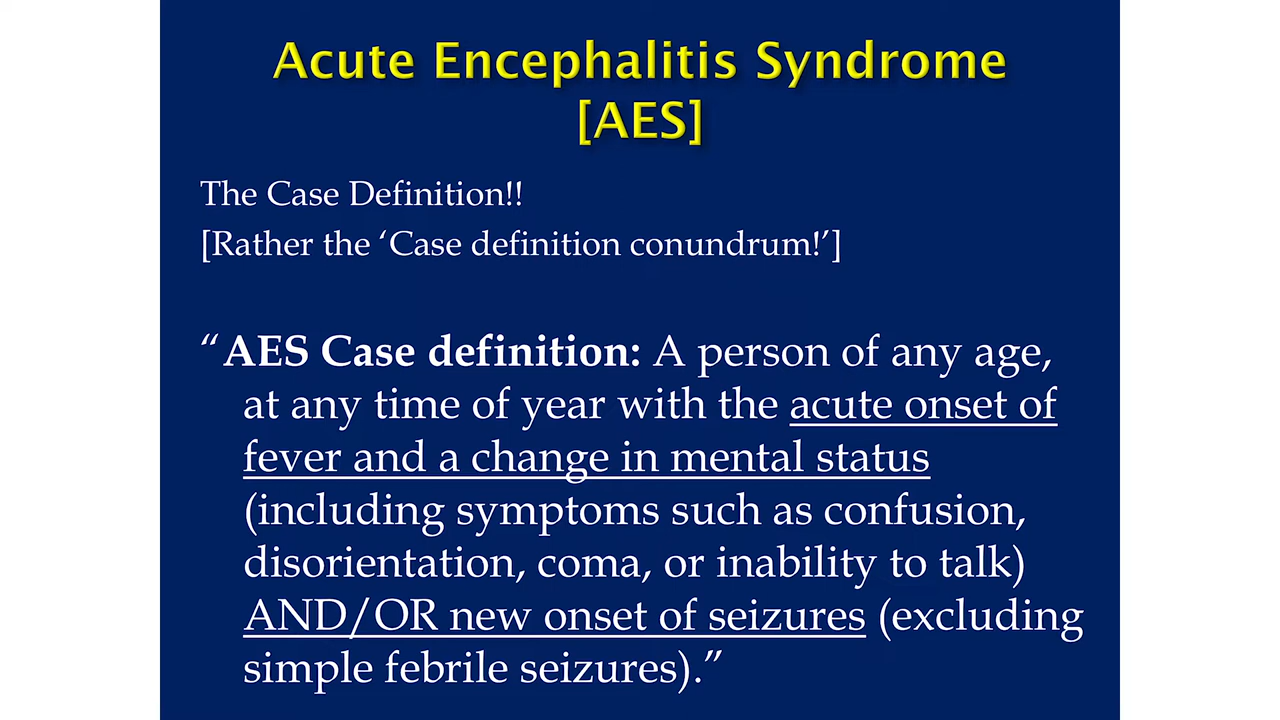 Acute Encephalitis Syndrome
[AES]
The Case Definition!!
[Rather the ‘Case definition conundrum!’]
“AES Case definition: A person of any age,
at any time of year with the acute onset of
fever and a change in mental status
(including symptoms such as confusion,
disorientation, coma, or inability to talk)
AND/OR new onset of seizures (excluding
simple febrile seizures).”